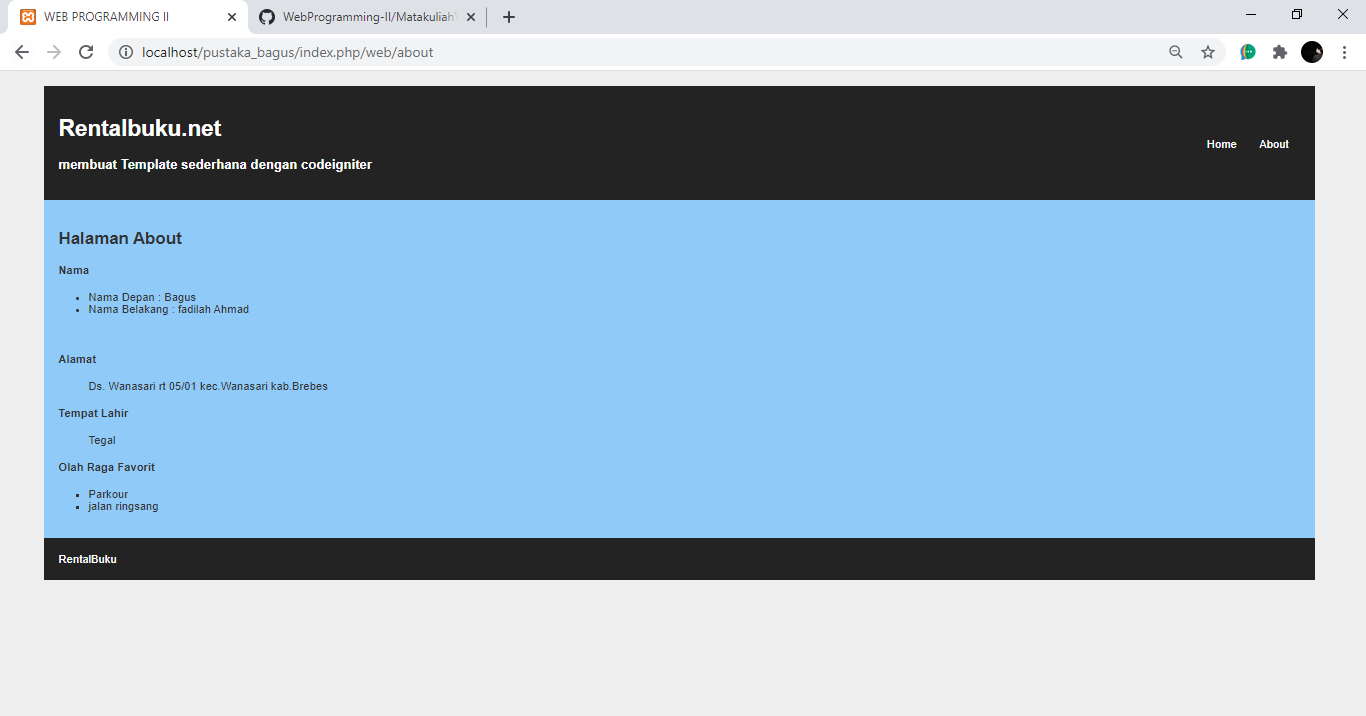 WEB PROGRAMMING II
WebProgramming-II/Matakuliah
localhost/pustaka_bagus/index.php/web/about
Rentalbuku.net
membuat Template sederhana dengan codeigniter
Home About
Halaman About
Nama
Nama Depan : Bagus
Nama Belakang : fadilah Ahmad
Alamat
Ds. Wanasari rt 05/01 kec.Wanasari kab.Brebes
Tempat Lahir
Tegal
Olah Raga Favorit
Parkour
jalan ringsang
RentalBuku